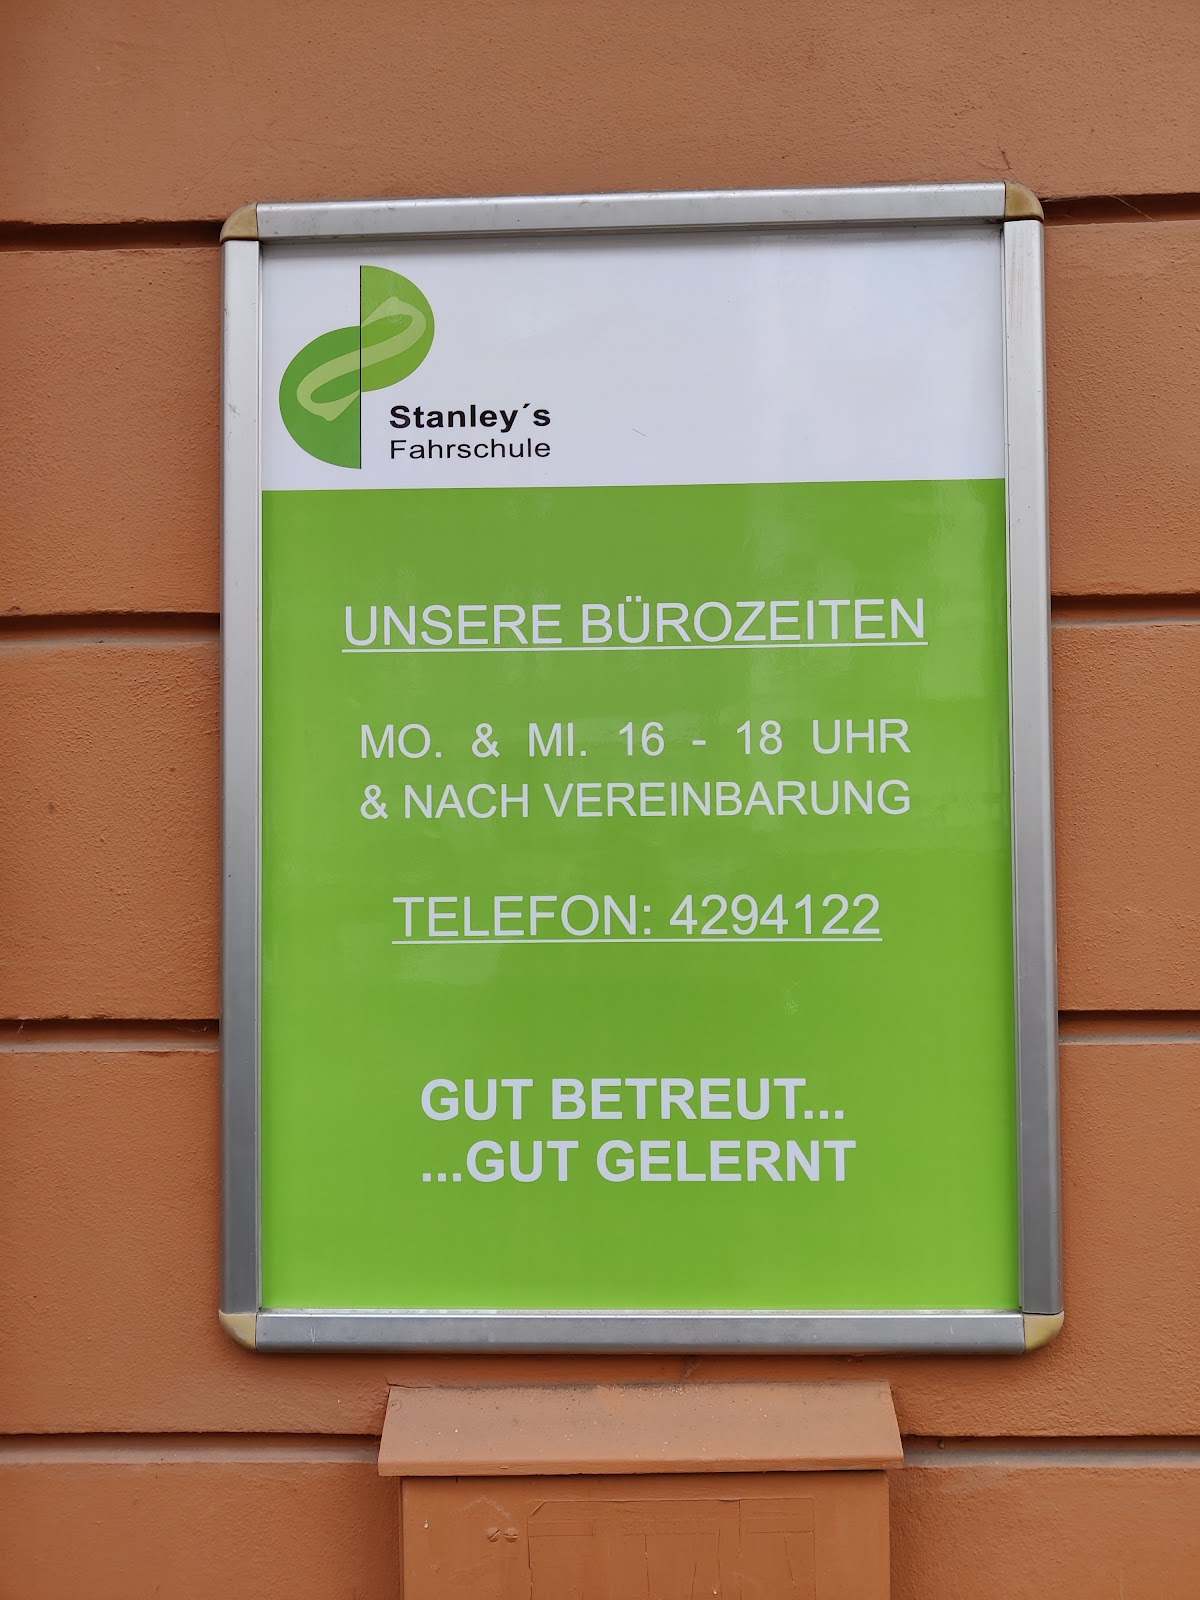 Stanley´s
Fahrschule
UNSERE BÜROZEITEN
MO. & MI. 16 - 18 UHR
& NACH VEREINBARUNG
TELEFON: 4294122
GUT BETREUT...
...GUT GELERNT